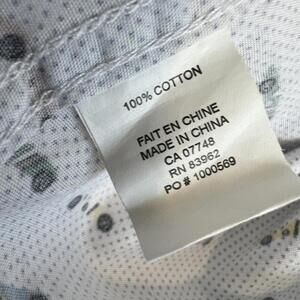 100% COTTON
FAIT EN CHINE
MADE IN CHINA
CA 07748
RN 83962
PO # 1000569